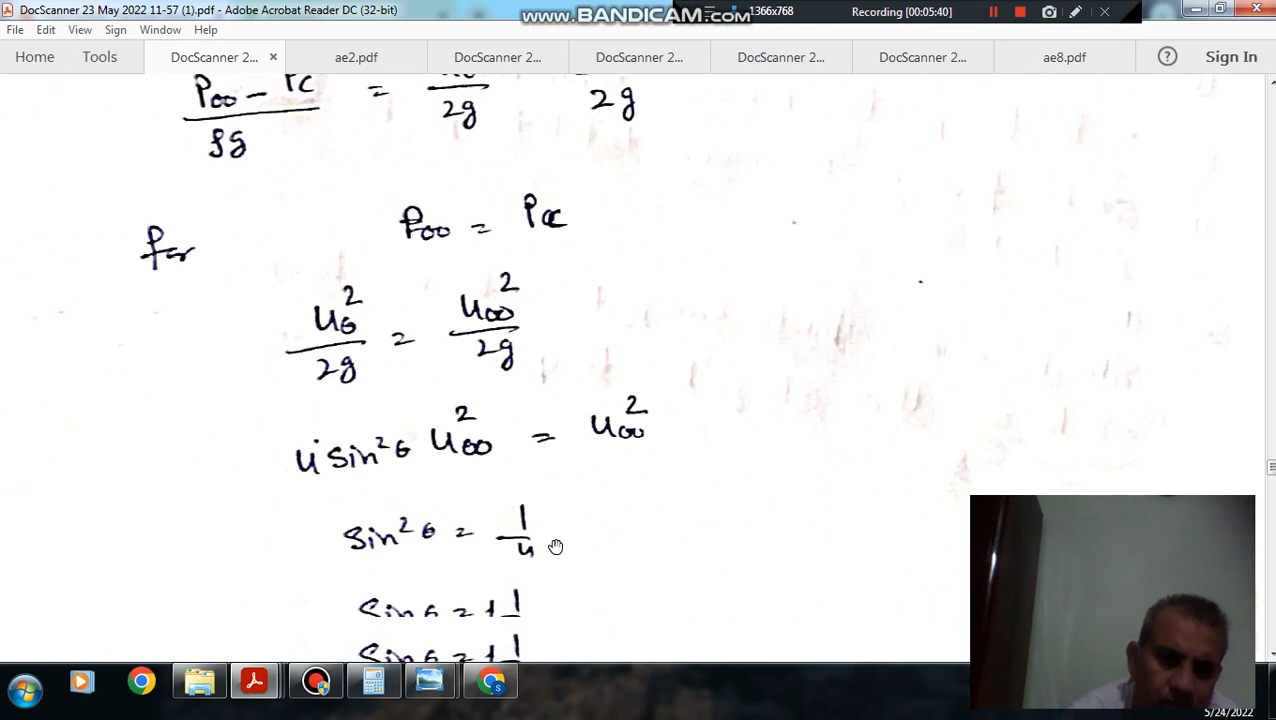 DocScanner 23 May 2022 11-57 (1).pdf - Adobe Acrobat Reader DC (32-bit)
www.BANDICAM.com
1366x768
Recording [00:05:40]
File Edit View Sign Window Help
Home Tools DocScanner 2... × ae2.pdf DocScanner 2... DocScanner 2... DocScanner 2... DocScanner 2... ae8.pdf ? Sign In
P∞ - Pc / ρg = / 2g / 2g
for P∞ = Pc
uθ² / 2g = u∞² / 2g
4 sin²θ u∞² = u∞²
sin²θ = 1/4
sin θ = ± 1
sin θ = ± 1
5/24/2022